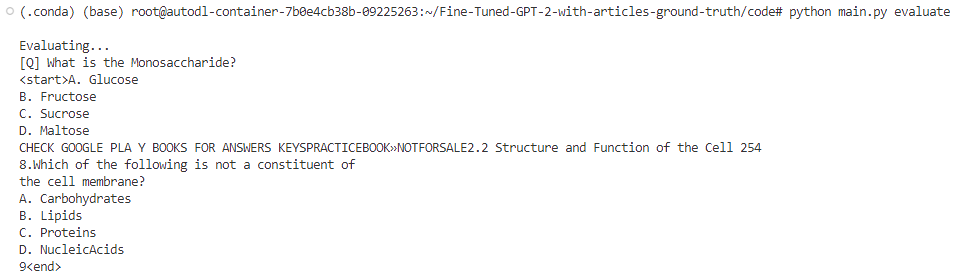 (.conda) (base) root@autodl-container-7b0e4cb38b-09225263:~/Fine-Tuned-GPT-2-with-articles-ground-truth/code# python main.py evaluate
Evaluating...
[Q] What is the Monosaccharide?
<start>A. Glucose
B. Fructose
C. Sucrose
D. Maltose
CHECK GOOGLE PLA Y BOOKS FOR ANSWERS KEYSPRACTICEBOOK»NOTFORSALE2.2 Structure and Function of the Cell 254
8.Which of the following is not a constituent of
the cell membrane?
A. Carbohydrates
B. Lipids
C. Proteins
D. NucleicAcids
9<end>